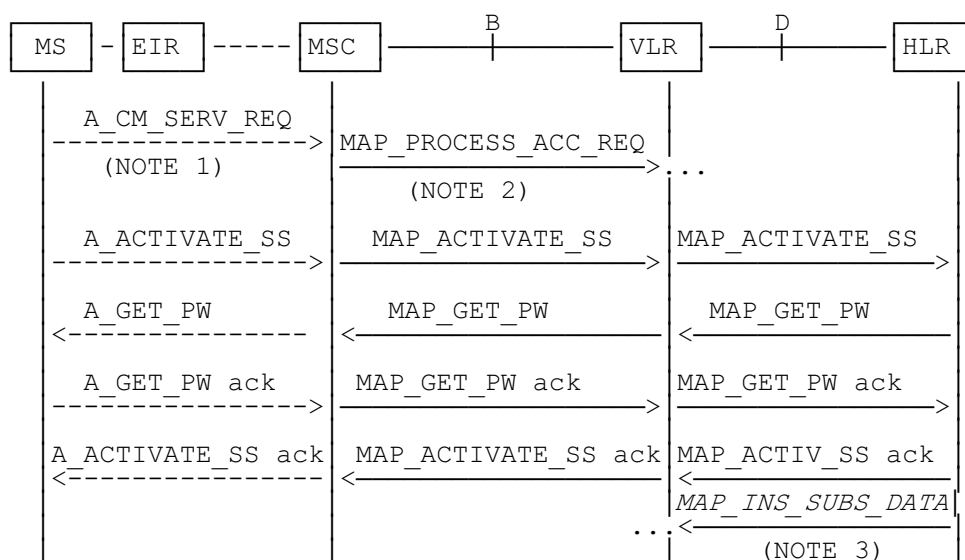 B D
MS EIR MSC VLR HLR
A_CM_SERV_REQ
MAP_PROCESS_ACC_REQ
(NOTE 1) ...
(NOTE 2)
A_ACTIVATE_SS MAP_ACTIVATE_SS MAP_ACTIVATE_SS
A_GET_PW MAP_GET_PW MAP_GET_PW
A_GET_PW ack MAP_GET_PW ack MAP_GET_PW ack
A_ACTIVATE_SS ack MAP_ACTIVATE_SS ack MAP_ACTIV_SS ack
MAP_INS_SUBS_DATA
...
(NOTE 3)